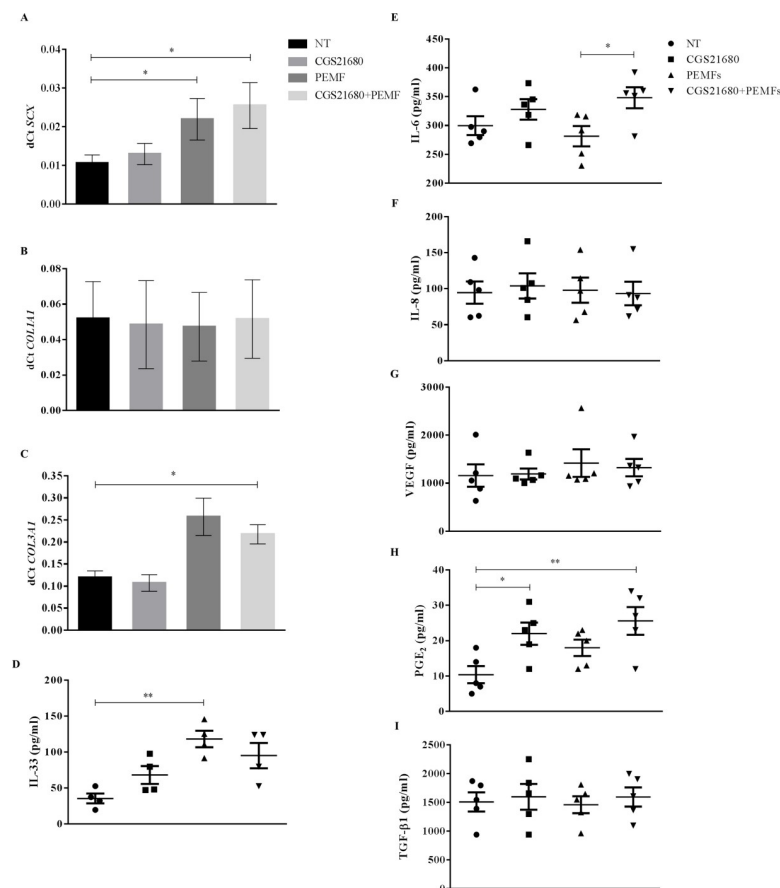 A
dCt SCX
0.04
0.03
0.02
0.01
0.00
*
*
NT
CGS21680
PEMF
CGS21680+PEMF
B
dCt COL1A1
0.08
0.06
0.04
0.02
0.00
C
dCt COL3A1
0.35
0.30
0.25
0.20
0.15
0.10
0.05
0.00
*
D
IL-33 (pg/ml)
200
150
100
50
0
**
E
IL-6 (pg/ml)
450
400
350
300
250
200
*
NT
CGS21680
PEMFs
CGS21680+PEMFs
F
IL-8 (pg/ml)
200
150
100
50
0
G
VEGF (pg/ml)
3000
2000
1000
0
H
PGE₂ (pg/ml)
40
30
20
10
0
*
**
I
TGF-β1 (pg/ml)
2500
2000
1500
1000
500
0